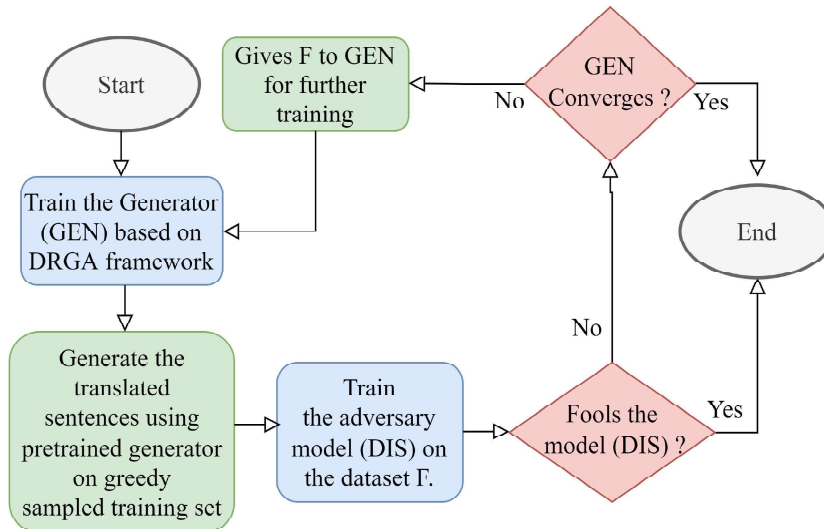 Start
Train the Generator
(GEN) based on
DRGA framework
Generate the
translated
sentences using
pretrained generator
on greedy
sampled training set
Train
the adversary
model (DIS) on
the dataset F.
Fools the
model (DIS) ?
No
Yes
GEN
Converges ?
No
Yes
Gives F to GEN
for further
training
End